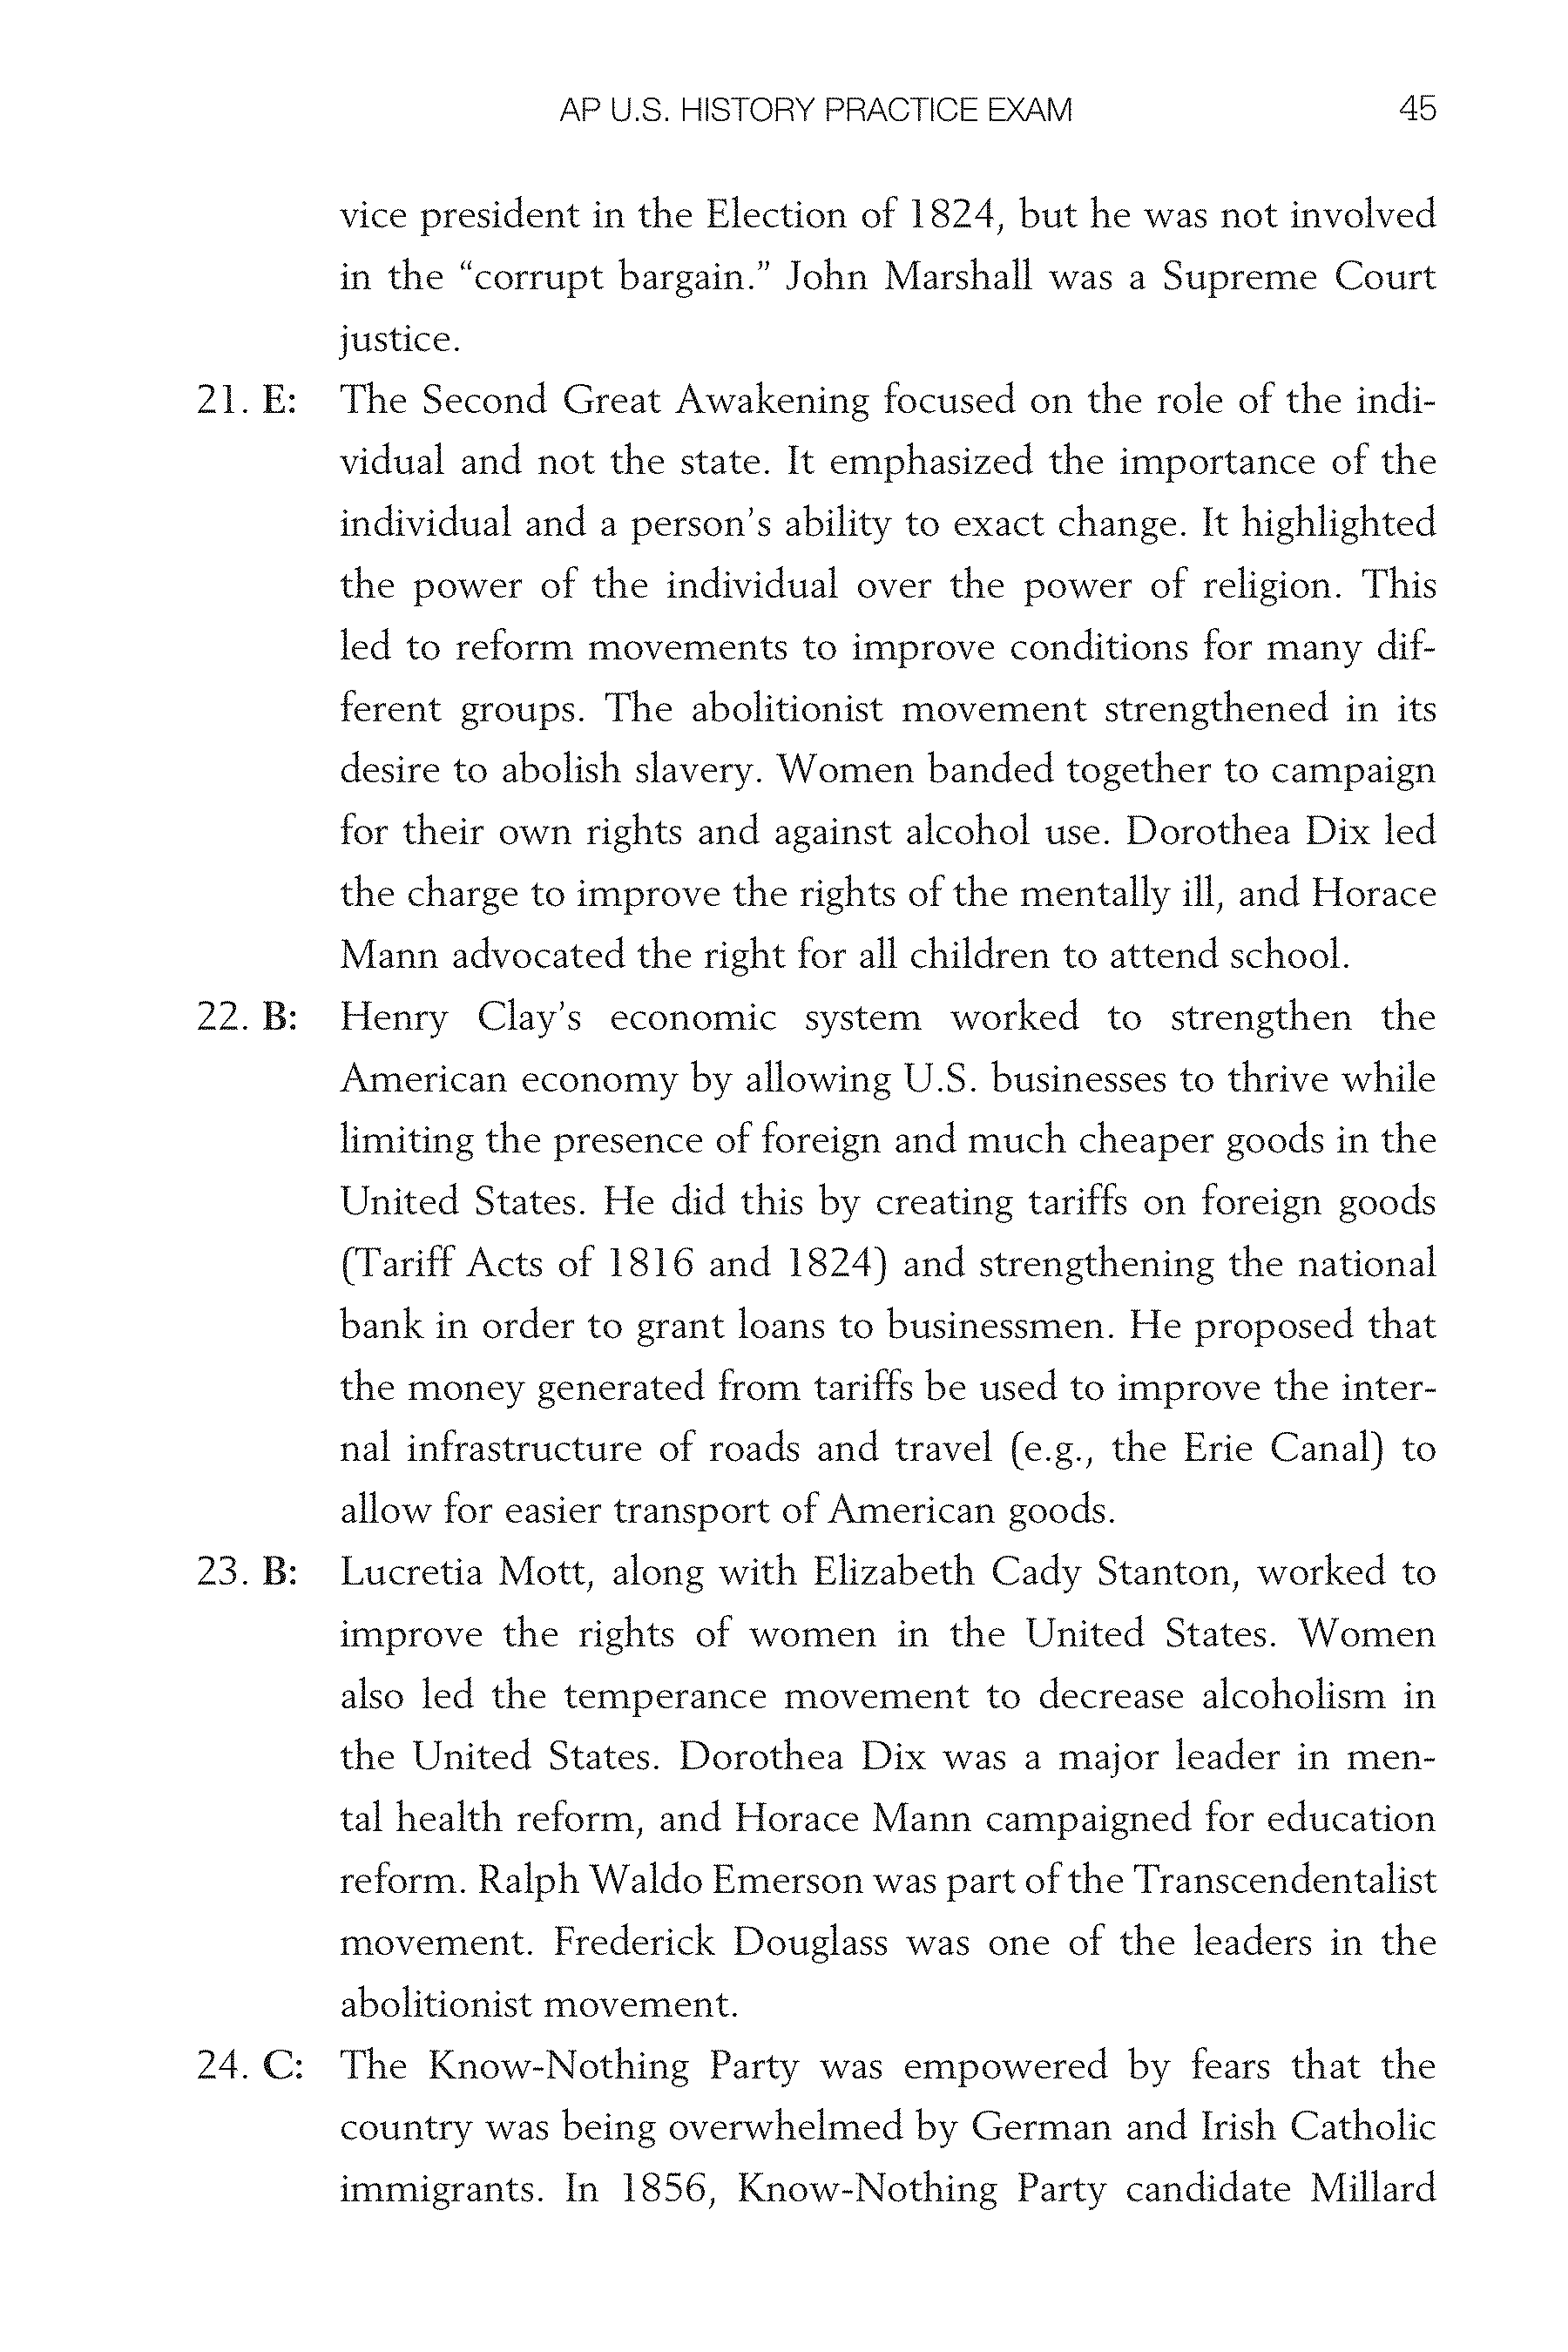 AP U.S. HISTORY PRACTICE EXAM 45
vice president in the Election of 1824, but he was not involved
in the “corrupt bargain.” John Marshall was a Supreme Court
justice.
21. E: The Second Great Awakening focused on the role of the indi-
vidual and not the state. It emphasized the importance of the
individual and a person’s ability to exact change. It highlighted
the power of the individual over the power of religion. This
led to reform movements to improve conditions for many dif-
ferent groups. The abolitionist movement strengthened in its
desire to abolish slavery. Women banded together to campaign
for their own rights and against alcohol use. Dorothea Dix led
the charge to improve the rights of the mentally ill, and Horace
Mann advocated the right for all children to attend school.
22. B: Henry Clay’s economic system worked to strengthen the
American economy by allowing U.S. businesses to thrive while
limiting the presence of foreign and much cheaper goods in the
United States. He did this by creating tariffs on foreign goods
(Tariff Acts of 1816 and 1824) and strengthening the national
bank in order to grant loans to businessmen. He proposed that
the money generated from tariffs be used to improve the inter-
nal infrastructure of roads and travel (e.g., the Erie Canal) to
allow for easier transport of American goods.
23. B: Lucretia Mott, along with Elizabeth Cady Stanton, worked to
improve the rights of women in the United States. Women
also led the temperance movement to decrease alcoholism in
the United States. Dorothea Dix was a major leader in men-
tal health reform, and Horace Mann campaigned for education
reform. Ralph Waldo Emerson was part of the Transcendentalist
movement. Frederick Douglass was one of the leaders in the
abolitionist movement.
24. C: The Know-Nothing Party was empowered by fears that the
country was being overwhelmed by German and Irish Catholic
immigrants. In 1856, Know-Nothing Party candidate Millard